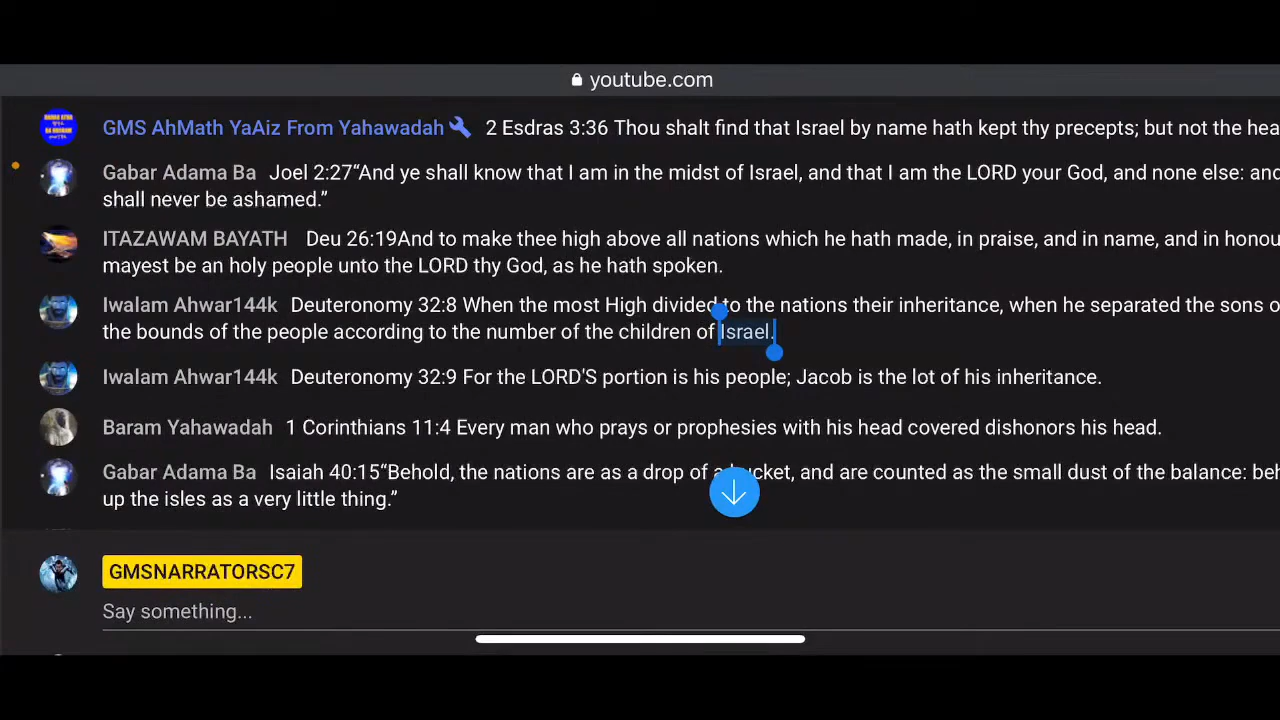 youtube.com
GMS AhMath YaAiz From Yahawadah 2 Esdras 3:36 Thou shalt find that Israel by name hath kept thy precepts; but not the hea
Gabar Adama Ba Joel 2:27“And ye shall know that I am in the midst of Israel, and that I am the LORD your God, and none else: and
shall never be ashamed.”
ITAZAWAM BAYATH Deu 26:19And to make thee high above all nations which he hath made, in praise, and in name, and in honou
mayest be an holy people unto the LORD thy God, as he hath spoken.
Iwalam Ahwar144k Deuteronomy 32:8 When the most High divided to the nations their inheritance, when he separated the sons o
the bounds of the people according to the number of the children of Israel.
Iwalam Ahwar144k Deuteronomy 32:9 For the LORD'S portion is his people; Jacob is the lot of his inheritance.
Baram Yahawadah 1 Corinthians 11:4 Every man who prays or prophesies with his head covered dishonors his head.
Gabar Adama Ba Isaiah 40:15“Behold, the nations are as a drop of a bucket, and are counted as the small dust of the balance: beh
up the isles as a very little thing.”
GMSNARRATORSC7
Say something...